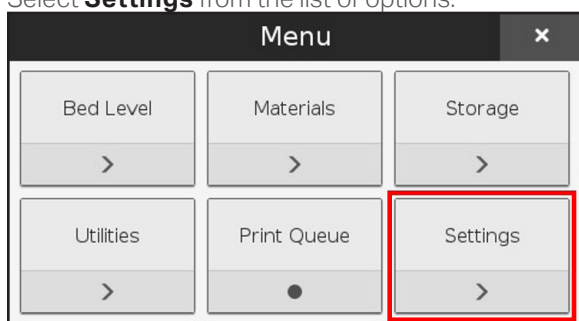 Select Settings from the list of options.
Menu ×
Bed Level Materials Storage
> > >
Utilities Print Queue Settings
> ● >